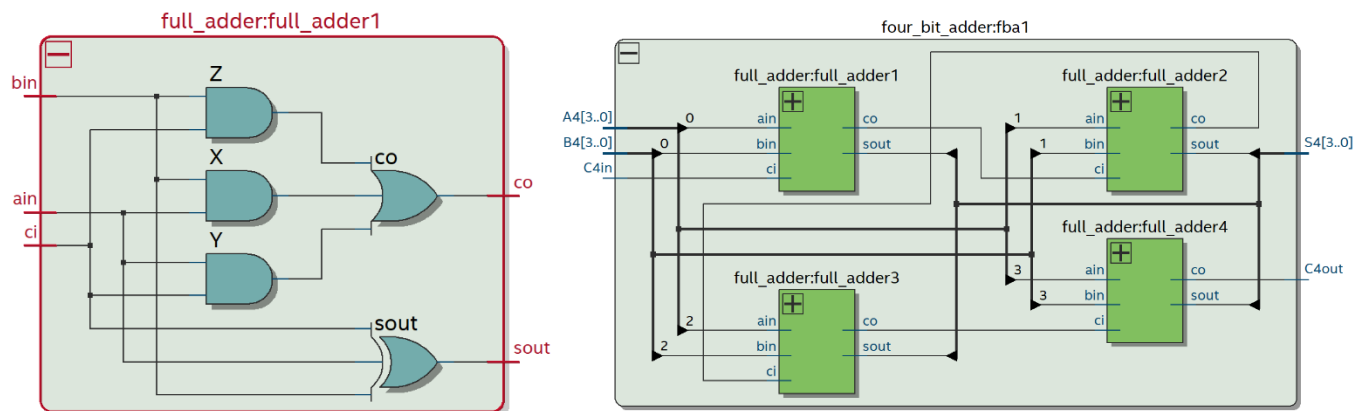 full_adder:full_adder1
bin
ain
ci
Z
X
Y
co
sout
co
sout
four_bit_adder:fba1
A4[3..0]
B4[3..0]
C4in
full_adder:full_adder1
0
0
ain
bin
ci
co
sout
full_adder:full_adder2
1
1
ain
bin
ci
co
sout
S4[3..0]
full_adder:full_adder3
2
2
ain
bin
ci
co
sout
full_adder:full_adder4
3
3
ain
bin
ci
co
sout
C4out